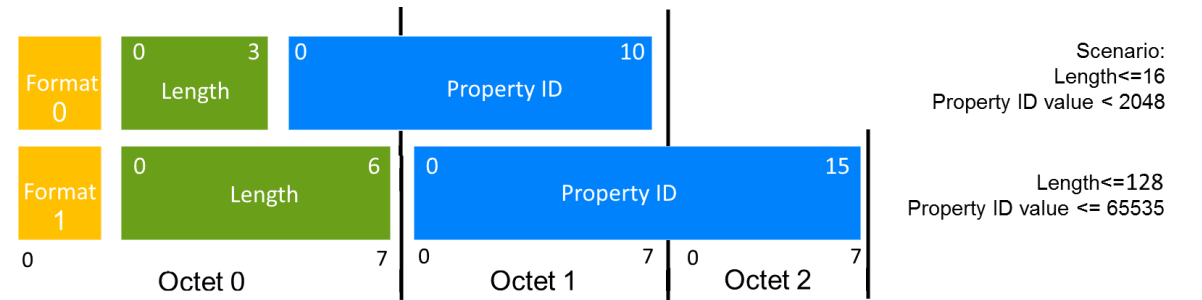 Format
0
0 3
Length
0 10
Property ID
Scenario:
Length<=16
Property ID value < 2048
Format
1
0 6
Length
0 15
Property ID
Length<=128
Property ID value <= 65535
0 7
Octet 0
0 7
Octet 1
0 7
Octet 2